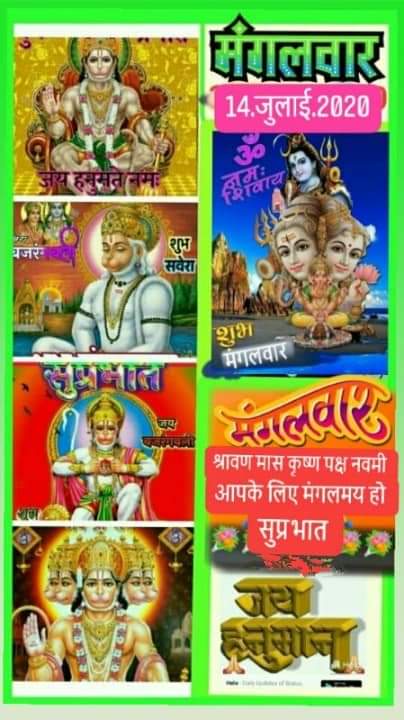 मंगलवार
14.जुलाई.2020
जय हनुमते नमः
ॐ
नमः
शिवाय
शुभ
सवेरा
शुभ
मंगलवार
सुप्रभात
जय
बजरंगबली
शुभ
मंगलवार
श्रावण मास कृष्ण पक्ष नवमी
आपके लिए मंगलमय हो
सुप्रभात
जय
हनुमान